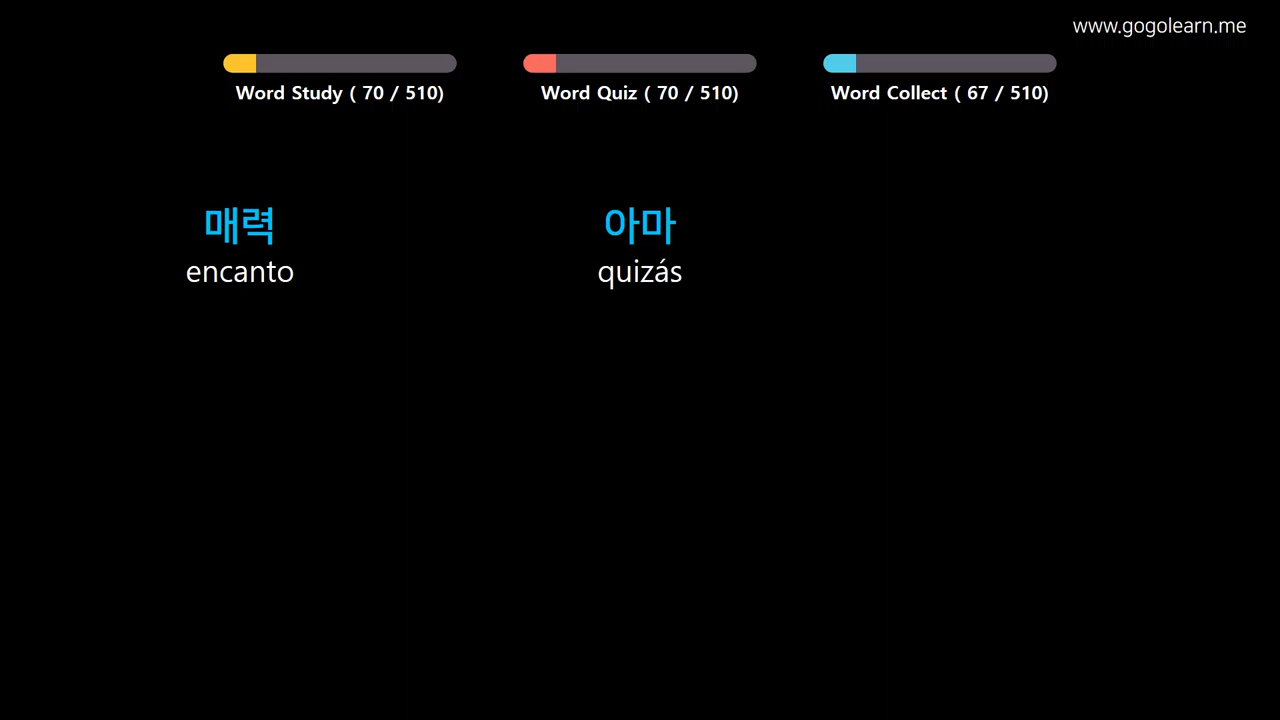 www.gogolearn.me
Word Study ( 70 / 510)
Word Quiz ( 70 / 510)
Word Collect ( 67 / 510)
매력
encanto
아마
quizás